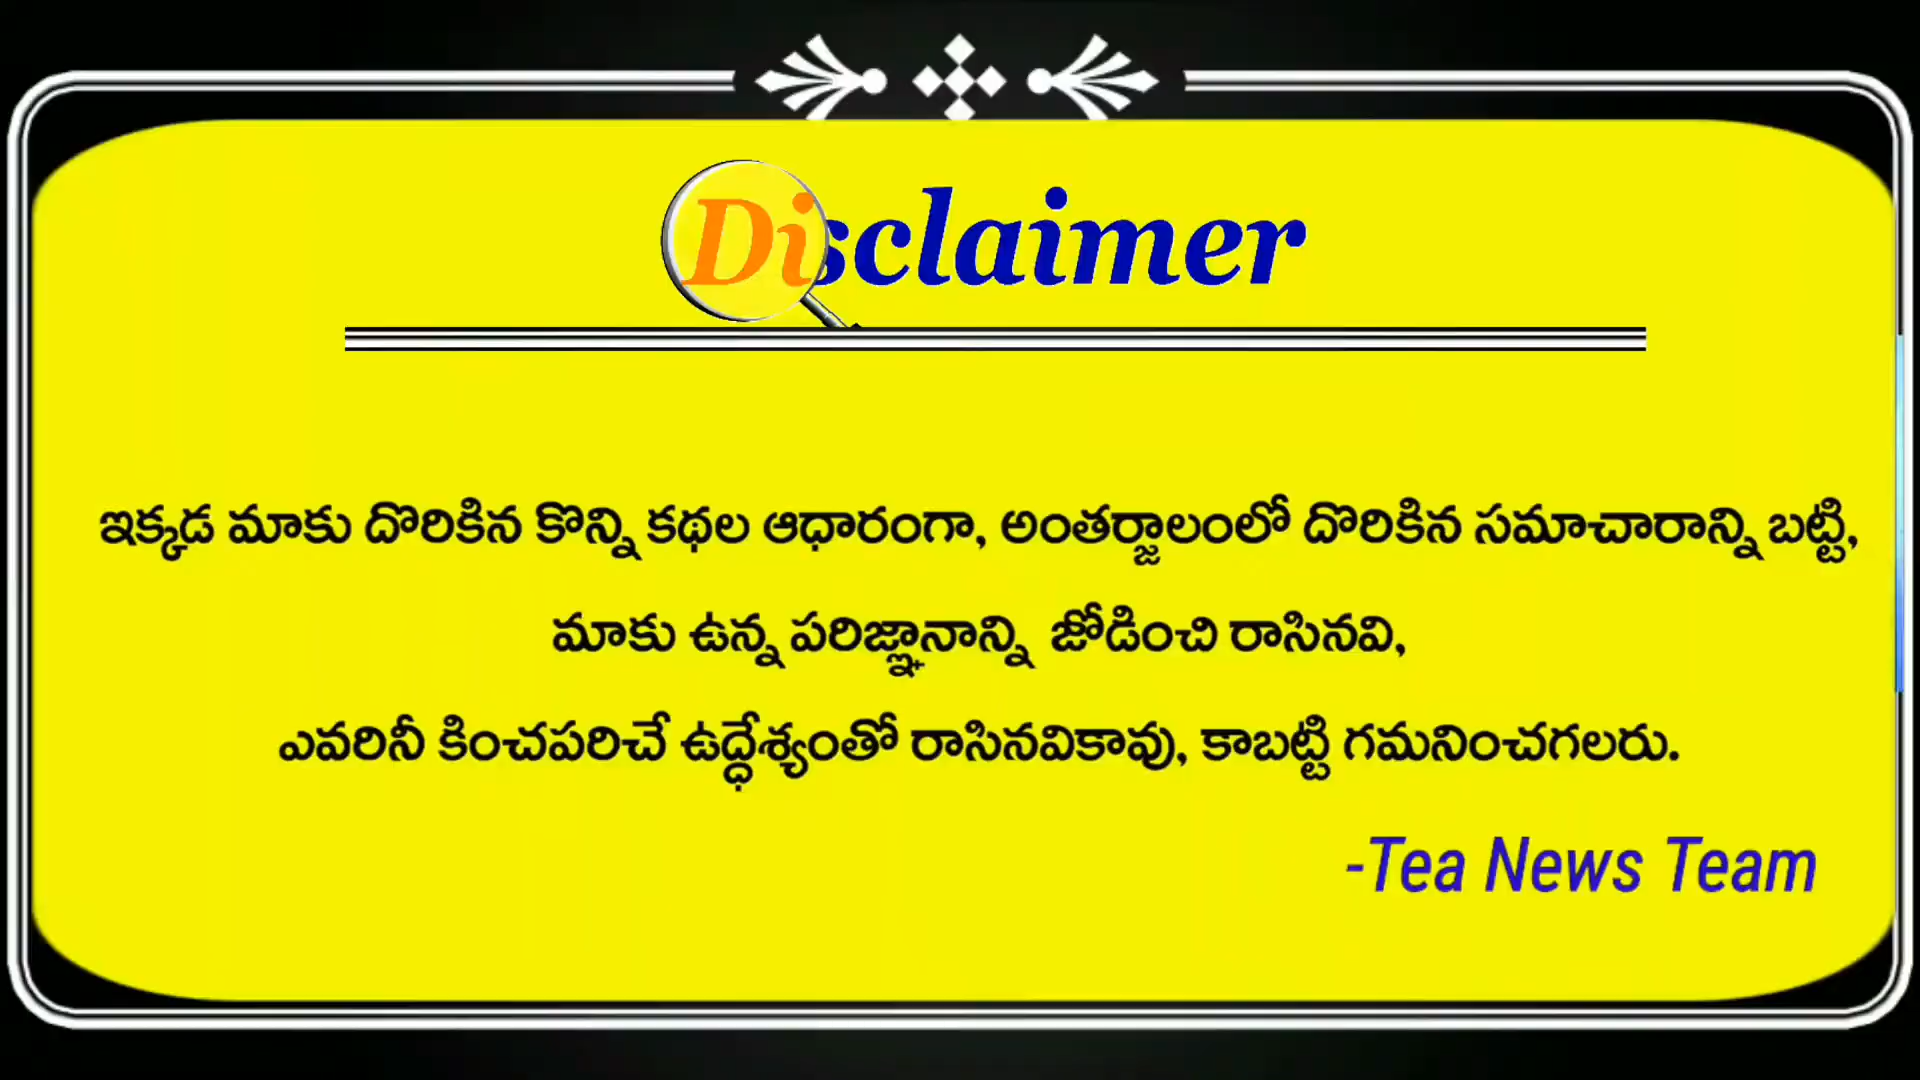 Disclaimer
ఇక్కడ మాకు దొరికిన కొన్ని కథల ఆధారంగా, అంతర్జాలంలో దొరికిన సమాచారాన్ని బట్టి,
మాకు ఉన్న పరిజ్ఞానాన్ని జోడించి రాసినవి,
ఎవరినీ కించపరిచే ఉద్ధేశ్యంతో రాసినవికావు, కాబట్టి గమనించగలరు.
-Tea News Team